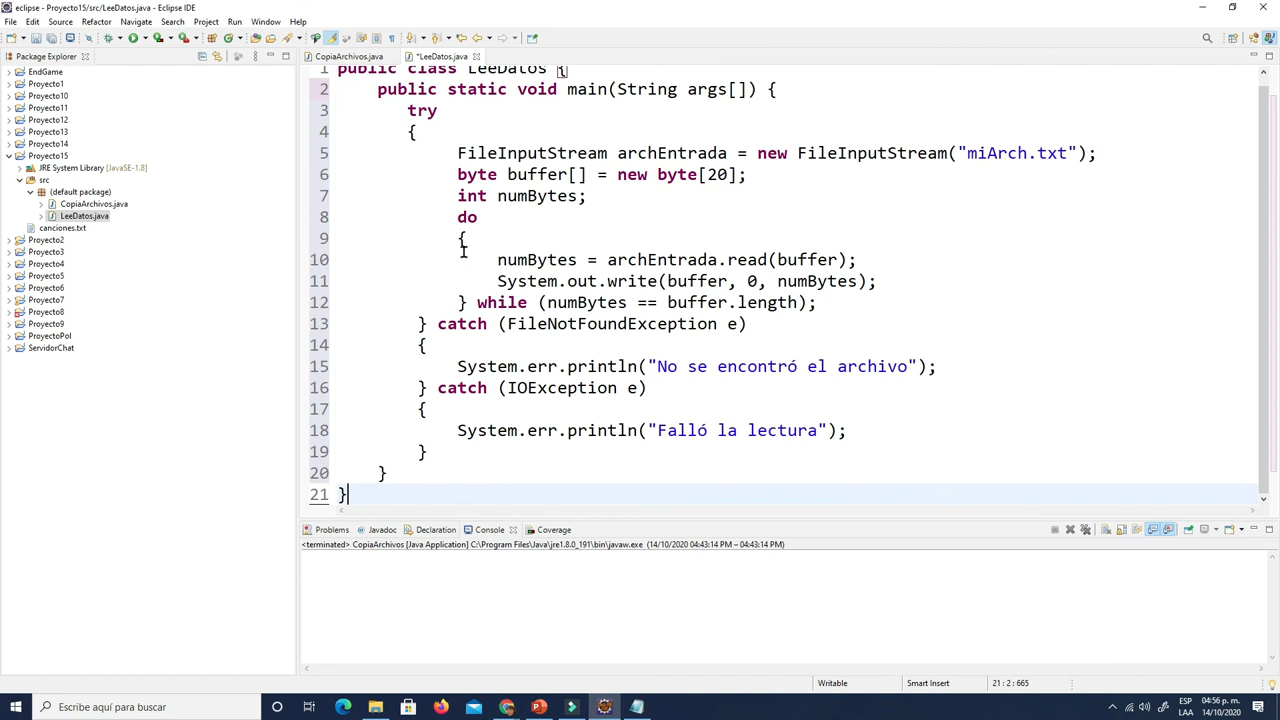 eclipse - Proyecto15/src/LeeDatos.java - Eclipse IDE
File Edit Source Refactor Navigate Search Project Run Window Help
Package Explorer
CopiaArchivos.java
*LeeDatos.java
EndGame
Proyecto1
Proyecto10
Proyecto11
Proyecto12
Proyecto13
Proyecto14
Proyecto15
JRE System Library [JavaSE-1.8]
src
(default package)
CopiaArchivos.java
LeeDatos.java
canciones.txt
Proyecto2
Proyecto3
Proyecto4
Proyecto5
Proyecto6
Proyecto7
Proyecto8
Proyecto9
ProyectoPol
ServidorChat
1 public class LeeDatos {
2     public static void main(String args[]) {
3        try
4        {
5             FileInputStream archEntrada = new FileInputStream("miArch.txt");
6             byte buffer[] = new byte[20];
7             int numBytes;
8             do
9             {
10                 numBytes = archEntrada.read(buffer);
11                 System.out.write(buffer, 0, numBytes);
12             } while (numBytes == buffer.length);
13         } catch (FileNotFoundException e)
14         {
15             System.err.println("No se encontró el archivo");
16         } catch (IOException e)
17         {
18             System.err.println("Falló la lectura");
19         }
20     }
21 }
Problems Javadoc Declaration Console Coverage
<terminated> CopiaArchivos [Java Application] C:\Program Files\Java\jre1.8.0_191\bin\javaw.exe (14/10/2020 04:43:14 PM – 04:43:14 PM)
Writable Smart Insert 21 : 2 : 665
Escribe aquí para buscar
ESP
LAA
04:56 p. m.
14/10/2020